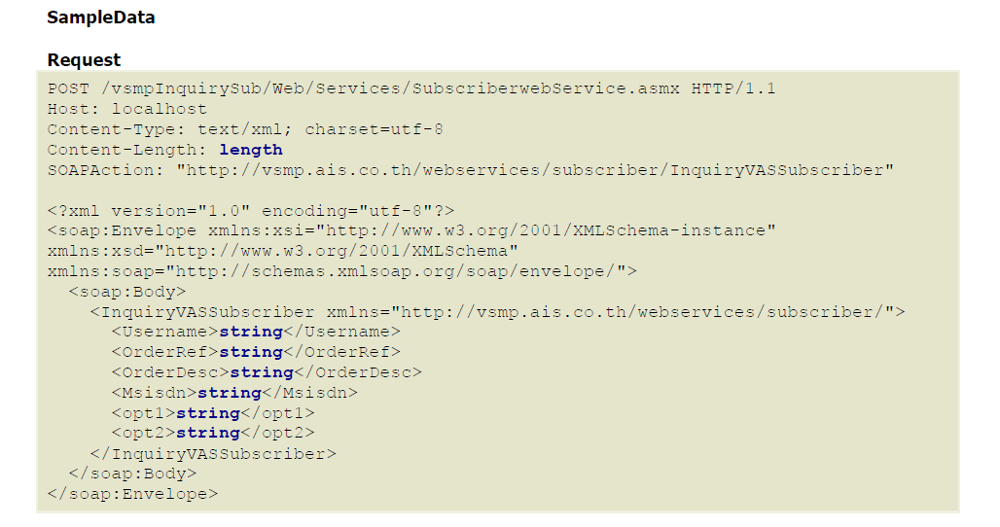 SampleData
Request
POST /vsmpInquirySub/Web/Services/SubscriberwebService.asmx HTTP/1.1
Host: localhost
Content-Type: text/xml; charset=utf-8
Content-Length: length
SOAPAction: "http://vsmp.ais.co.th/webservices/subscriber/InquiryVASSubscriber"
<?xml version="1.0" encoding="utf-8"?>
<soap:Envelope xmlns:xsi="http://www.w3.org/2001/XMLSchema-instance"
xmlns:xsd="http://www.w3.org/2001/XMLSchema"
xmlns:soap="http://schemas.xmlsoap.org/soap/envelope/">
<soap:Body>
<InquiryVASSubscriber xmlns="http://vsmp.ais.co.th/webservices/subscriber/">
<Username>string</Username>
<OrderRef>string</OrderRef>
<OrderDesc>string</OrderDesc>
<Msisdn>string</Msisdn>
<opt1>string</opt1>
<opt2>string</opt2>
</InquiryVASSubscriber>
</soap:Body>
</soap:Envelope>